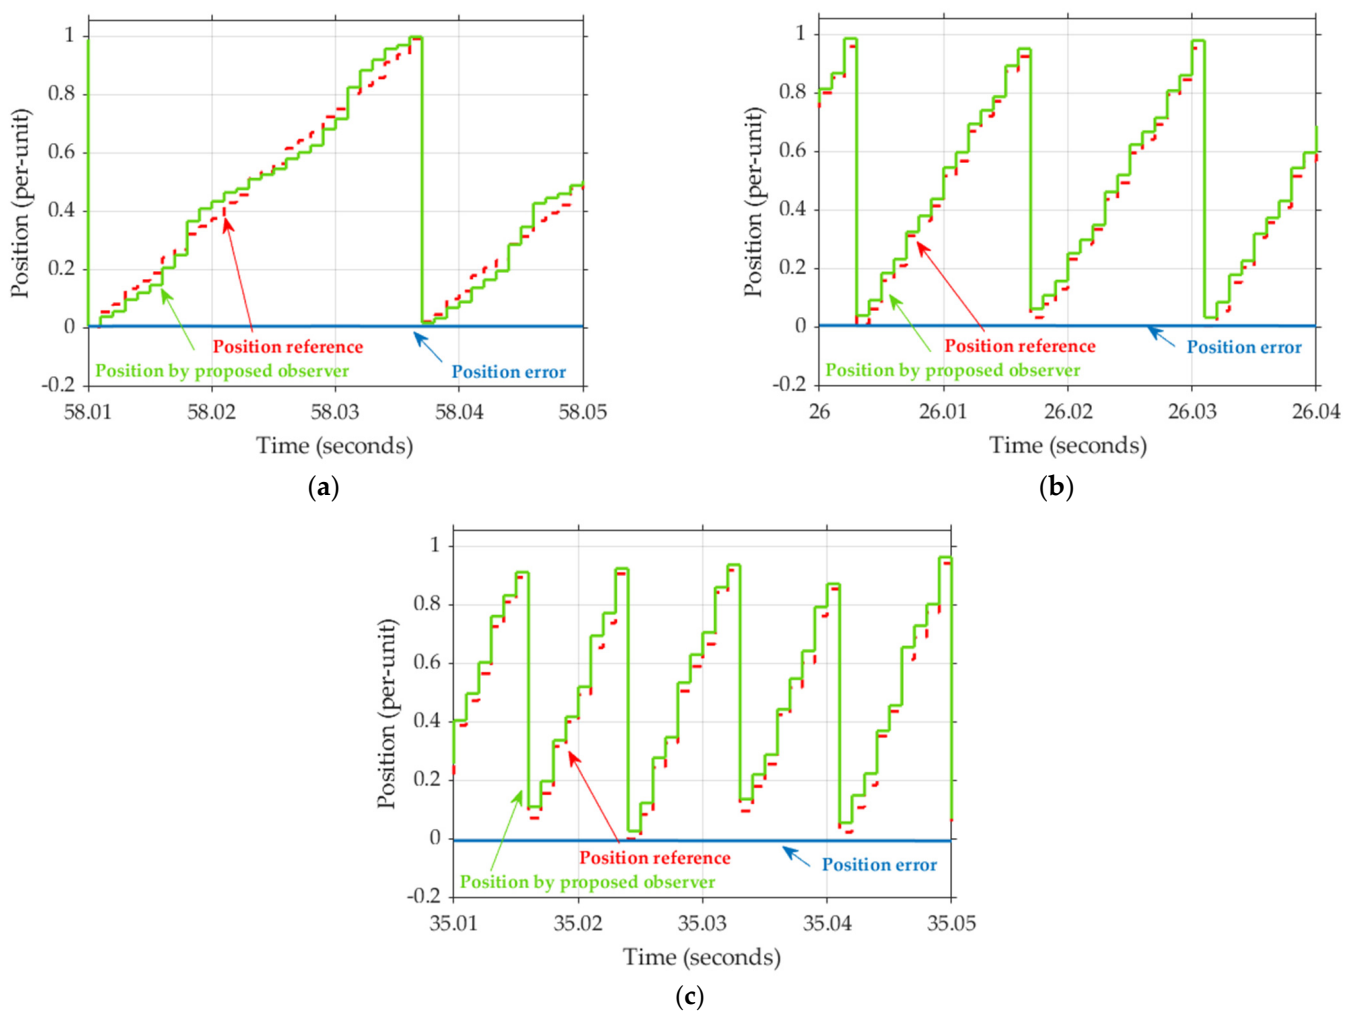 1
0.8
0.6
0.4
0.2
0
-0.2
Position (per-unit)
Position reference
Position by proposed observer
Position error
58.01 58.02 58.03 58.04 58.05
Time (seconds)
(a)
1
0.8
0.6
0.4
0.2
0
-0.2
Position (per-unit)
Position reference
Position error
Position by proposed observer
26 26.01 26.02 26.03 26.04
Time (seconds)
(b)
1
0.8
0.6
0.4
0.2
0
-0.2
Position (per-unit)
Position reference
Position error
Position by proposed observer
35.01 35.02 35.03 35.04 35.05
Time (seconds)
(c)